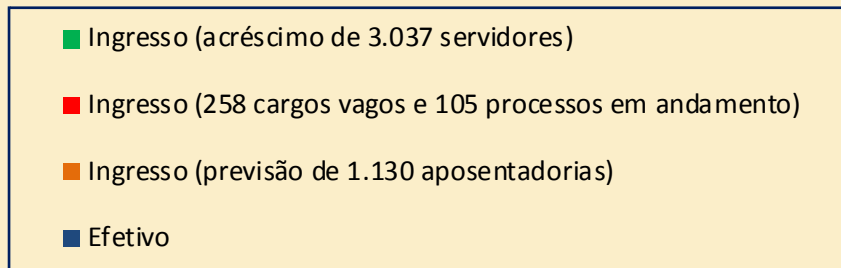 Ingresso (acréscimo de 3.037 servidores)
Ingresso (258 cargos vagos e 105 processos em andamento)
Ingresso (previsão de 1.130 aposentadorias)
Efetivo